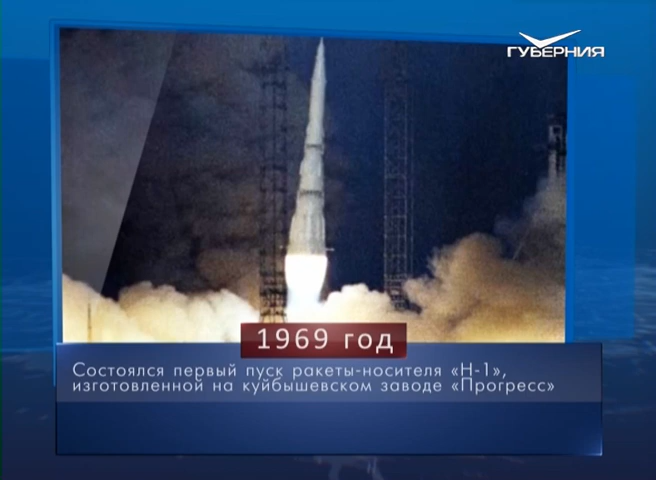 ГУБЕРНИЯ
1969 год
Состоялся первый пуск ракеты-носителя «Н-1»,
изготовленной на куйбышевском заводе «Прогресс»